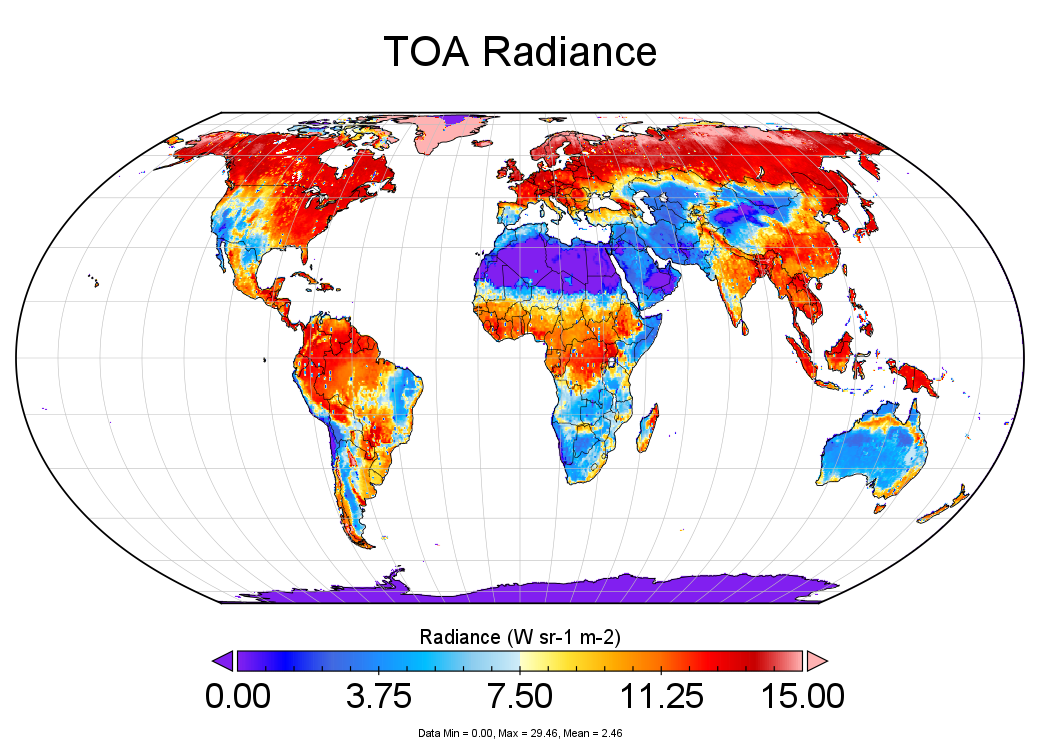 TOA Radiance
Radiance (W sr-1 m-2)
0.00 3.75 7.50 11.25 15.00
Data Min = 0.00, Max = 29.46, Mean = 2.46